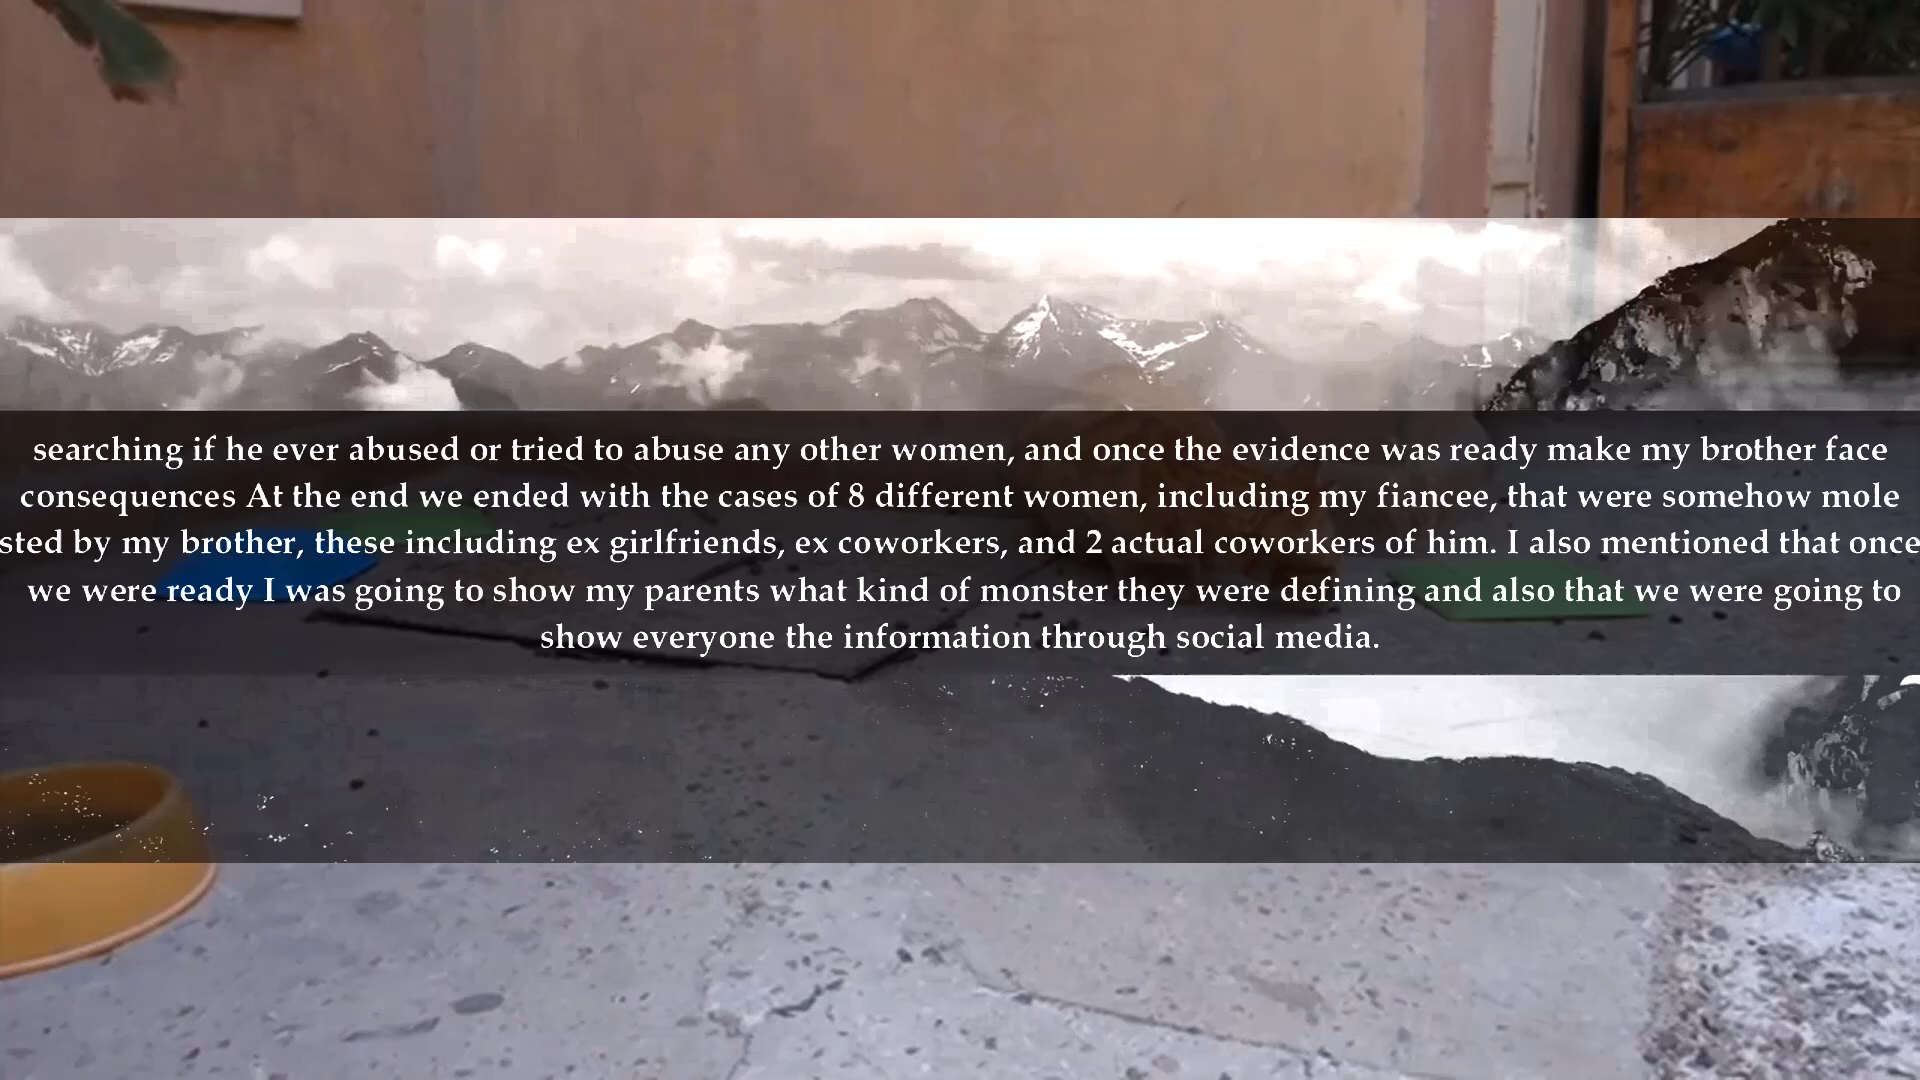 searching if he ever abused or tried to abuse any other women, and once the evidence was ready make my brother face
consequences At the end we ended with the cases of 8 different women, including my fiancee, that were somehow mole
sted by my brother, these including ex girlfriends, ex coworkers, and 2 actual coworkers of him. I also mentioned that once
we were ready I was going to show my parents what kind of monster they were defining and also that we were going to
show everyone the information through social media.